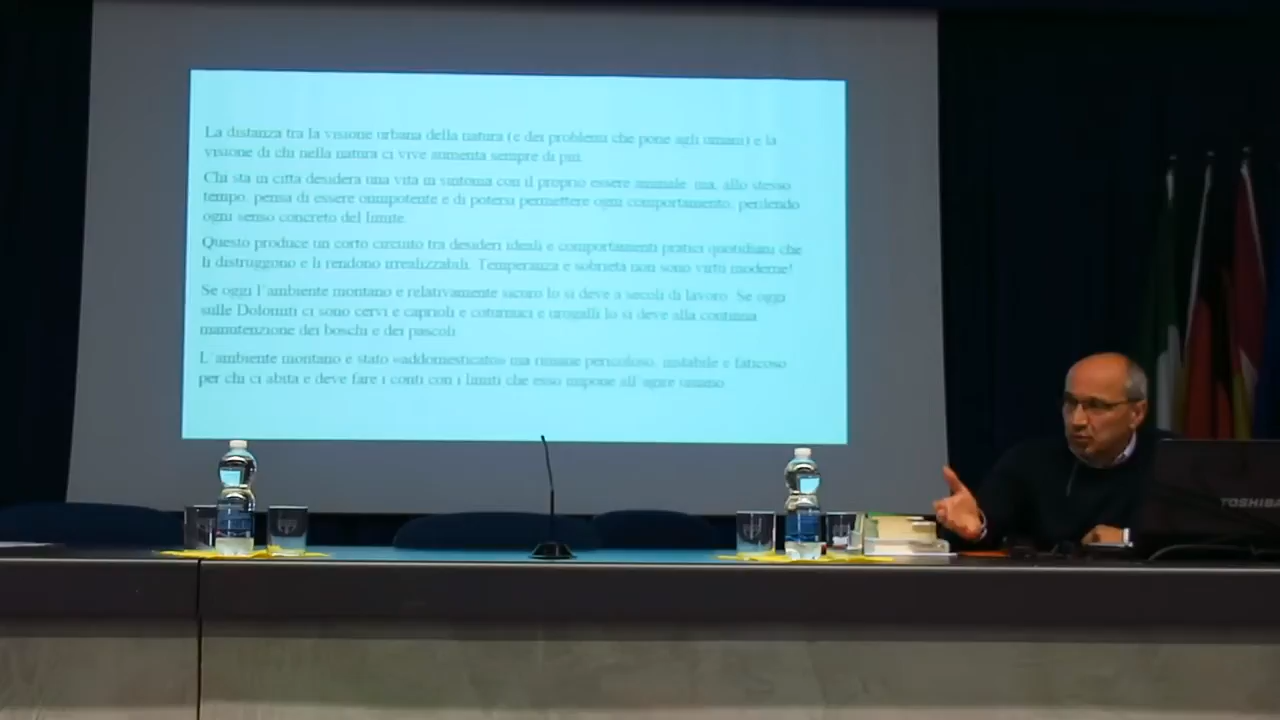 La distanza tra la visione urbana della natura (e dei problemi che pone agli umani) e la
visione di chi nella natura ci vive aumenta sempre di più.
Chi sta in città desidera una vita in sintonia con il proprio essere animale, ma, allo stesso
tempo, pensa di essere onnipotente e di potersi permettere ogni comportamento, perdendo
ogni senso concreto del limite.
Questo produce un corto circuito tra desideri ideali e comportamenti pratici quotidiani che
li distruggono e li rendono irrealizzabili. Temperanza e sobrietà non sono virtù moderne!
Se oggi l'ambiente montano è relativamente sicuro lo si deve a secoli di lavoro. Se oggi
sulle Dolomiti ci sono cervi e caprioli e coturnici e urogalli lo si deve alla continua
manutenzione dei boschi e dei pascoli.
L'ambiente montano è stato «addomesticato» ma rimane pericoloso, instabile e faticoso
per chi ci abita e deve fare i conti con i limiti che esso impone all'agire umano.
TOSHIBA